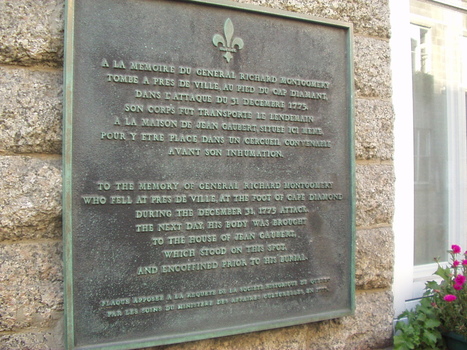 A LA MEMOIRE DU GENERAL RICHARD MONTGOMERY
TOMBE A PRES DE VILLE, AU PIED DU CAP DIAMANT,
DANS L'ATTAQUE DU 31 DECEMBRE 1775.
SON CORPS FUT TRANSPORTE LE LENDEMAIN
A LA MAISON DE JEAN GAUBERT, SITUEE ICI MEME,
POUR Y ETRE PLACE DANS UN CERCUEIL CONVENABLE
AVANT SON INHUMATION.
TO THE MEMORY OF GENERAL RICHARD MONTGOMERY
WHO FELL AT PRES DE VILLE, AT THE FOOT OF CAPE DIAMOND
DURING THE DECEMBER 31, 1775 ATTACK.
THE NEXT DAY, HIS BODY WAS BROUGHT
TO THE HOUSE OF JEAN GAUBERT,
WHICH STOOD ON THIS SPOT,
AND ENCOFFINED PRIOR TO HIS BURIAL.
PLAQUE APPOSEE A LA REQUETE DE LA SOCIETE HISTORIQUE DE QUEBEC
PAR LES SOINS DU MINISTERE DES AFFAIRES CULTURELLES, EN